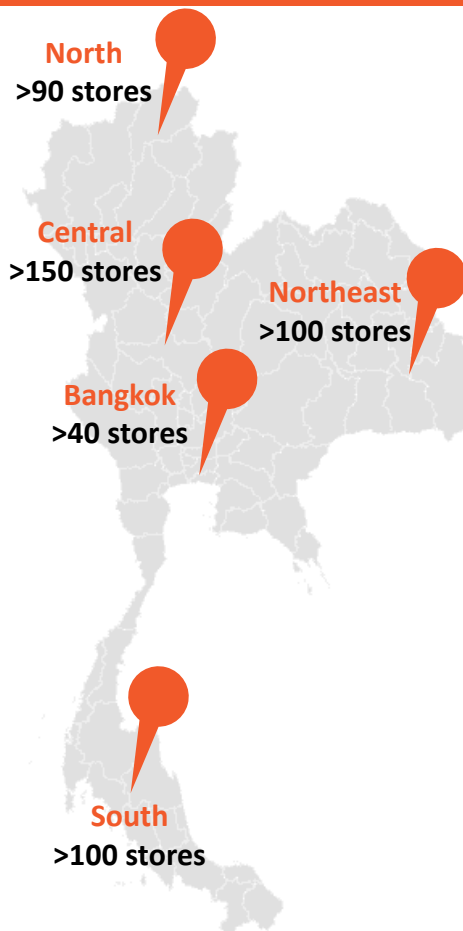 North
>90 stores
Central
>150 stores
Northeast
>100 stores
Bangkok
>40 stores
South
>100 stores